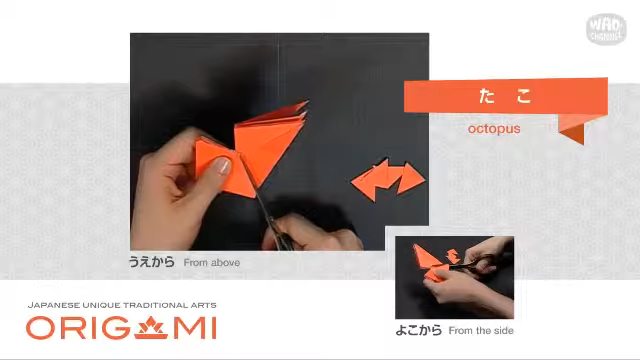 WAO
CHANNEL
たこ
octopus
うえから From above
よこから From the side
JAPANESE UNIQUE TRADITIONAL ARTS
ORIGAMI